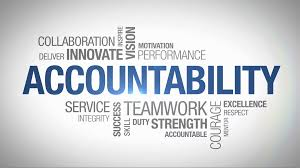 COLLABORATION
INSPIRE
VISION
MOTIVATION
DELIVER
INNOVATE
PERFORMANCE
ACCOUNTABILITY
SERVICE
INTEGRITY
SUCCESS
SKILL
TEAMWORK
DUTY
STRENGTH
ACCOUNTABLE
COURAGE
MENTOR
EXCELLENCE
RESPECT